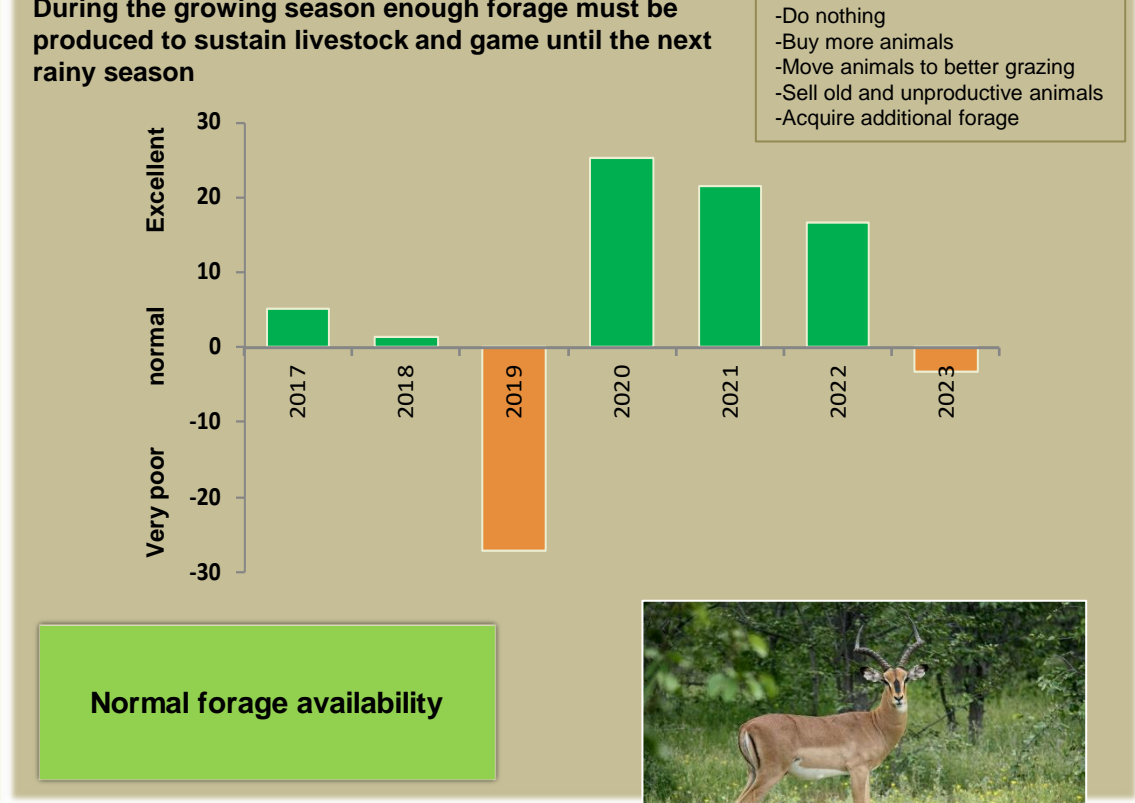 During the growing season enough forage must be
produced to sustain livestock and game until the next
rainy season
-Do nothing
-Buy more animals
-Move animals to better grazing
-Sell old and unproductive animals
-Acquire additional forage
30
20
10
0
-10
-20
-30
Excellent
normal
Very poor
2017
2018
2019
2020
2021
2022
2023
Normal forage availability